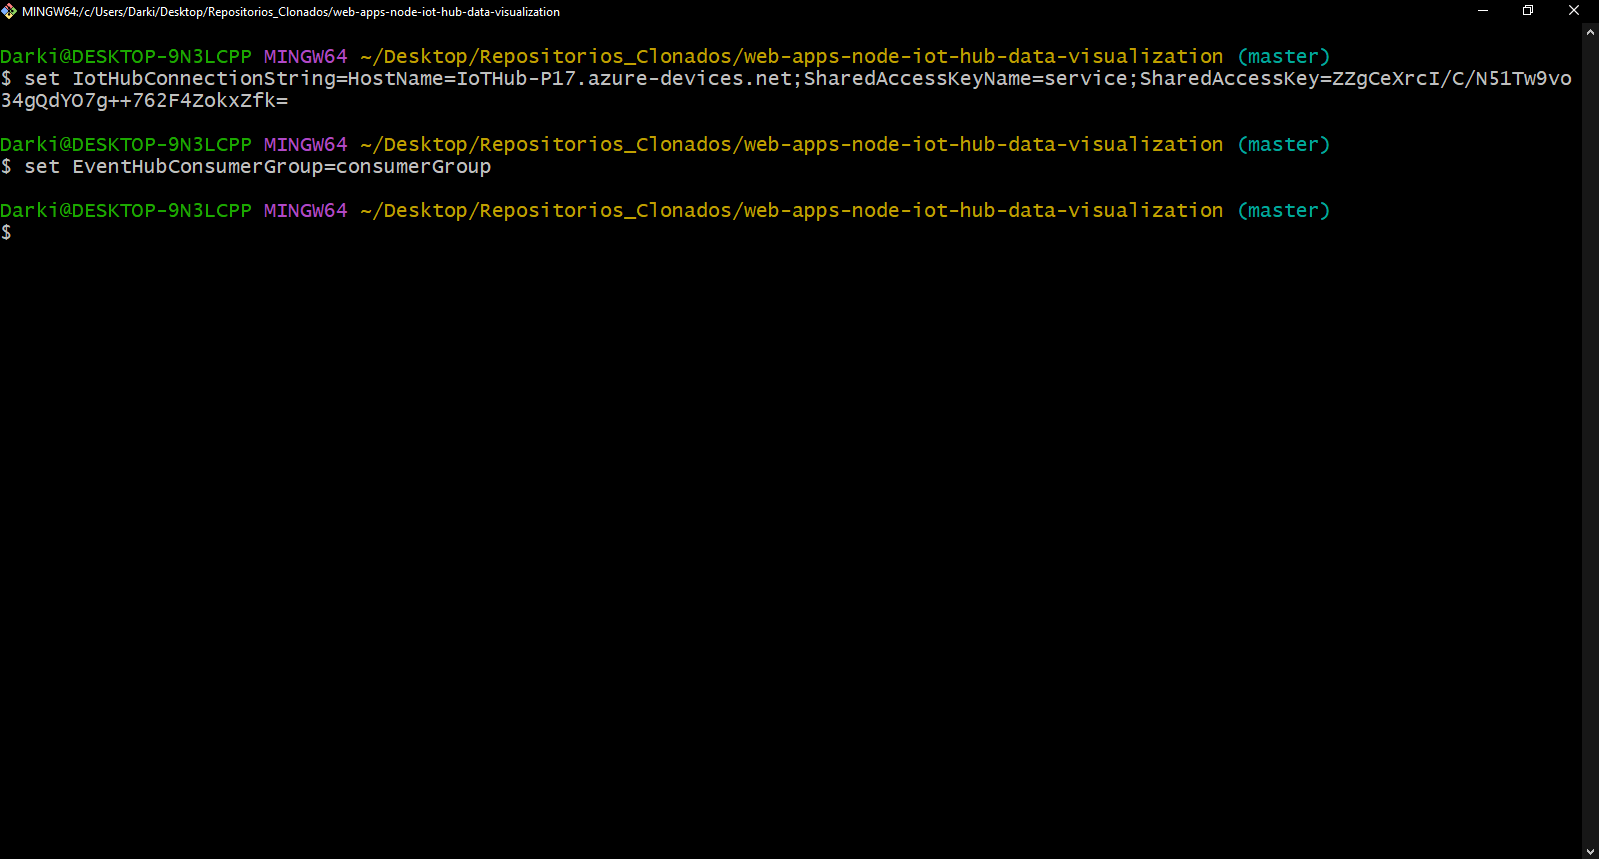 MINGW64:/c/Users/Darki/Desktop/Repositorios_Clonados/web-apps-node-iot-hub-data-visualization
Darki@DESKTOP-9N3LCPP MINGW64 ~/Desktop/Repositorios_Clonados/web-apps-node-iot-hub-data-visualization (master)
$ set IotHubConnectionString=HostName=IoTHub-P17.azure-devices.net;SharedAccessKeyName=service;SharedAccessKey=ZZgCeXrcI/C/N51Tw9vo
34gQdYO7g++762F4ZokxZfk=
Darki@DESKTOP-9N3LCPP MINGW64 ~/Desktop/Repositorios_Clonados/web-apps-node-iot-hub-data-visualization (master)
$ set EventHubConsumerGroup=consumerGroup
Darki@DESKTOP-9N3LCPP MINGW64 ~/Desktop/Repositorios_Clonados/web-apps-node-iot-hub-data-visualization (master)
$